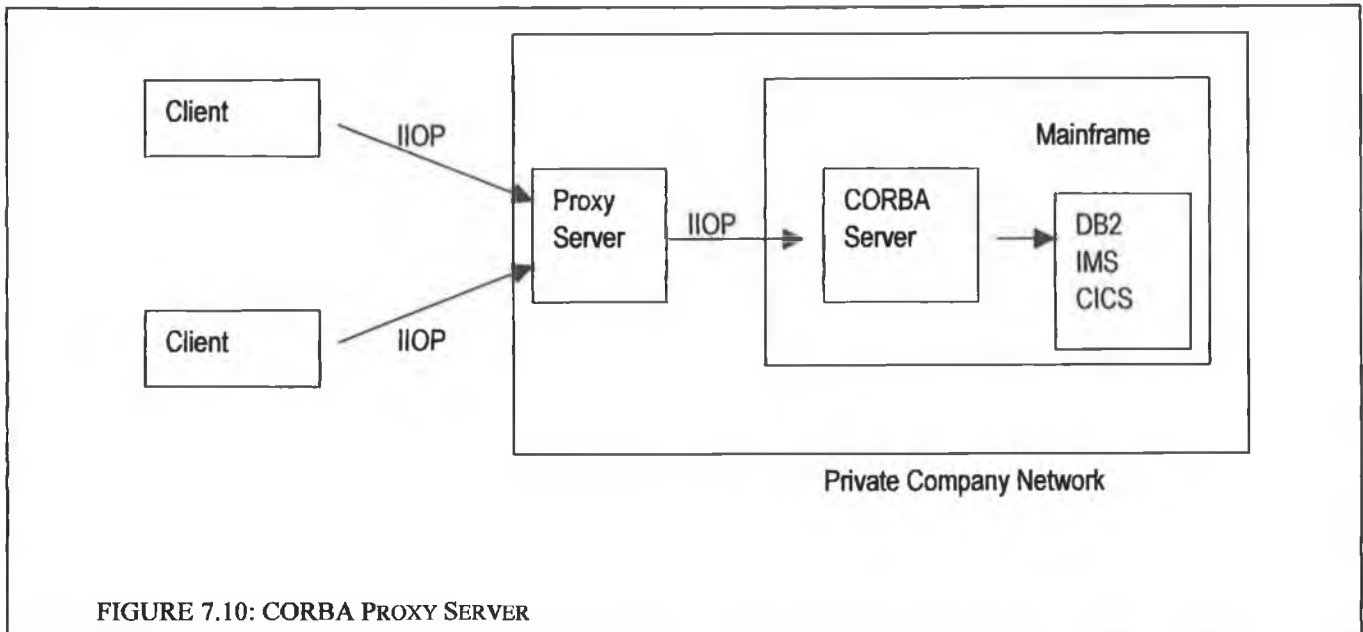 Client
IIOP
Mainframe
Proxy
Server
IIOP
CORBA
Server
DB2
IMS
CICS
Client
IIOP
Private Company Network
FIGURE 7.10: CORBA PROXY SERVER